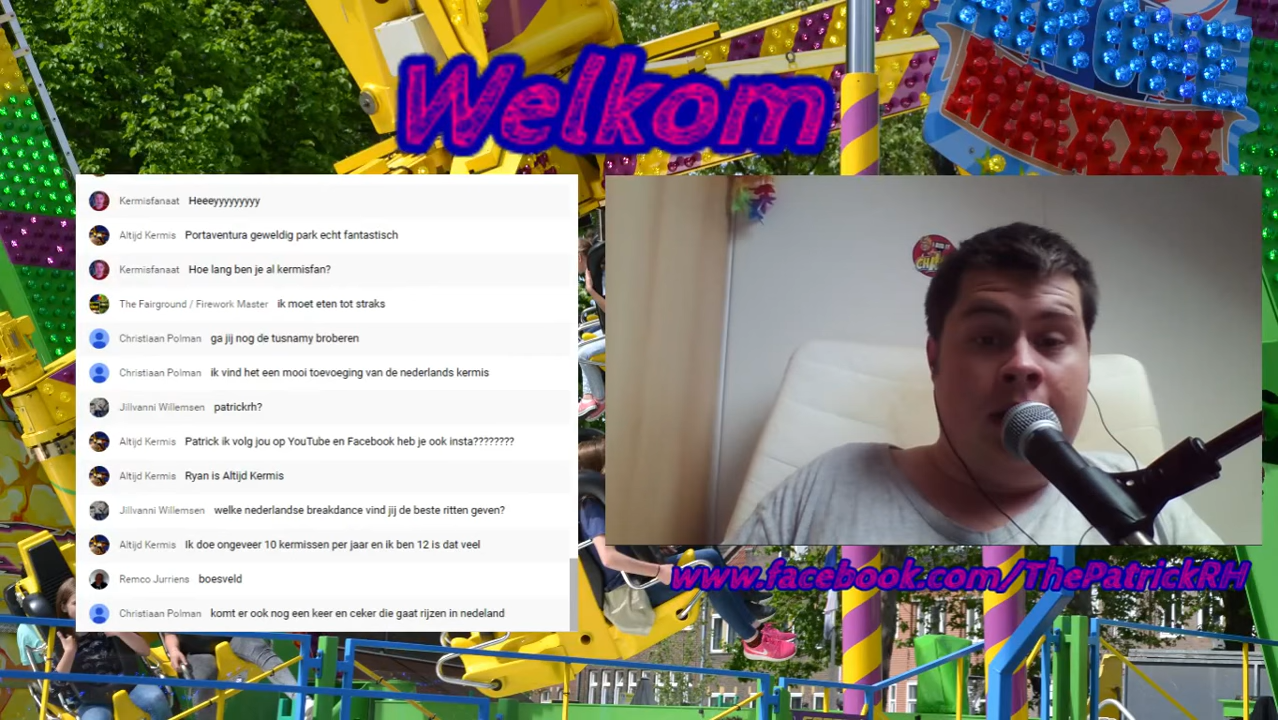 Welkom
Kermisfanaat Heeeyyyyyyyyy
Altijd Kermis Portaventura geweldig park echt fantastisch
Kermisfanaat Hoe lang ben je al kermisfan?
The Fairground / Firework Master ik moet eten tot straks
Christiaan Polman ga jij nog de tusnamy broberen
Christiaan Polman ik vind het een mooi toevoeging van de nederlands kermis
Jillvanni Willemsen patrickrh?
Altijd Kermis Patrick ik volg jou op YouTube en Facebook heb je ook insta????????
Altijd Kermis Ryan is Altijd Kermis
Jillvanni Willemsen welke nederlandse breakdance vind jij de beste ritten geven?
Altijd Kermis Ik doe ongeveer 10 kermissen per jaar en ik ben 12 is dat veel
Remco Jurriens boesveld
Christiaan Polman komt er ook nog een keer en ceker die gaat rijzen in nedeland
www.facebook.com/ThePatrickRH